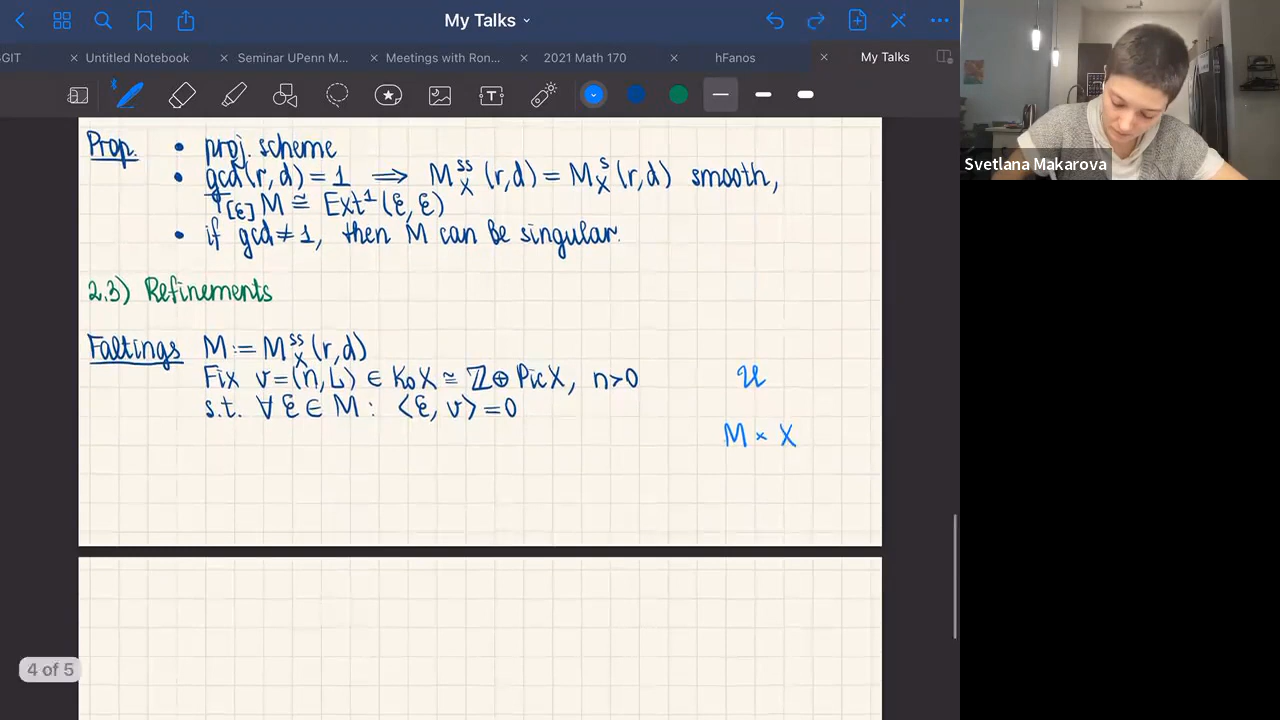 My Talks
GIT
Untitled Notebook
Seminar UPenn M...
Meetings with Ron...
2021 Math 170
hFanos
My Talks
Prop. • proj. scheme
• gcd(r,d) = 1 ⟹ M^ss_X (r,d) = M^s_X (r,d) smooth,
T_[ℰ] M ≅ Ext¹(ℰ, ℰ)
• if gcd ≠ 1, then M can be singular.
2.3) Refinements
Faltings M := M^ss_X (r,d)
Fix v = (n, L) ∈ K₀X ≅ ℤ ⊕ Pic X, n>0
s.t. ∀ ℰ ∈ M : ⟨ℰ, v⟩ = 0
𝒰
M × X
4 of 5
Svetlana Makarova